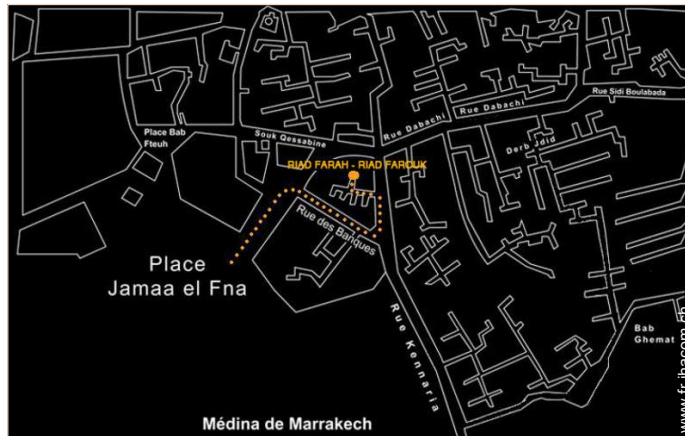 Rue Sidi Boulabada
Rue Dabachi
Rue Dabachi
Place Bab
Fteuh
Souk Qessabine
Derb Jdid
RIAD FARAH - RIAD FAROUK
Rue des Banques
Place
Jamaa el Fna
Rue Kennaria
Bab
Ghemat
Médina de Marrakech